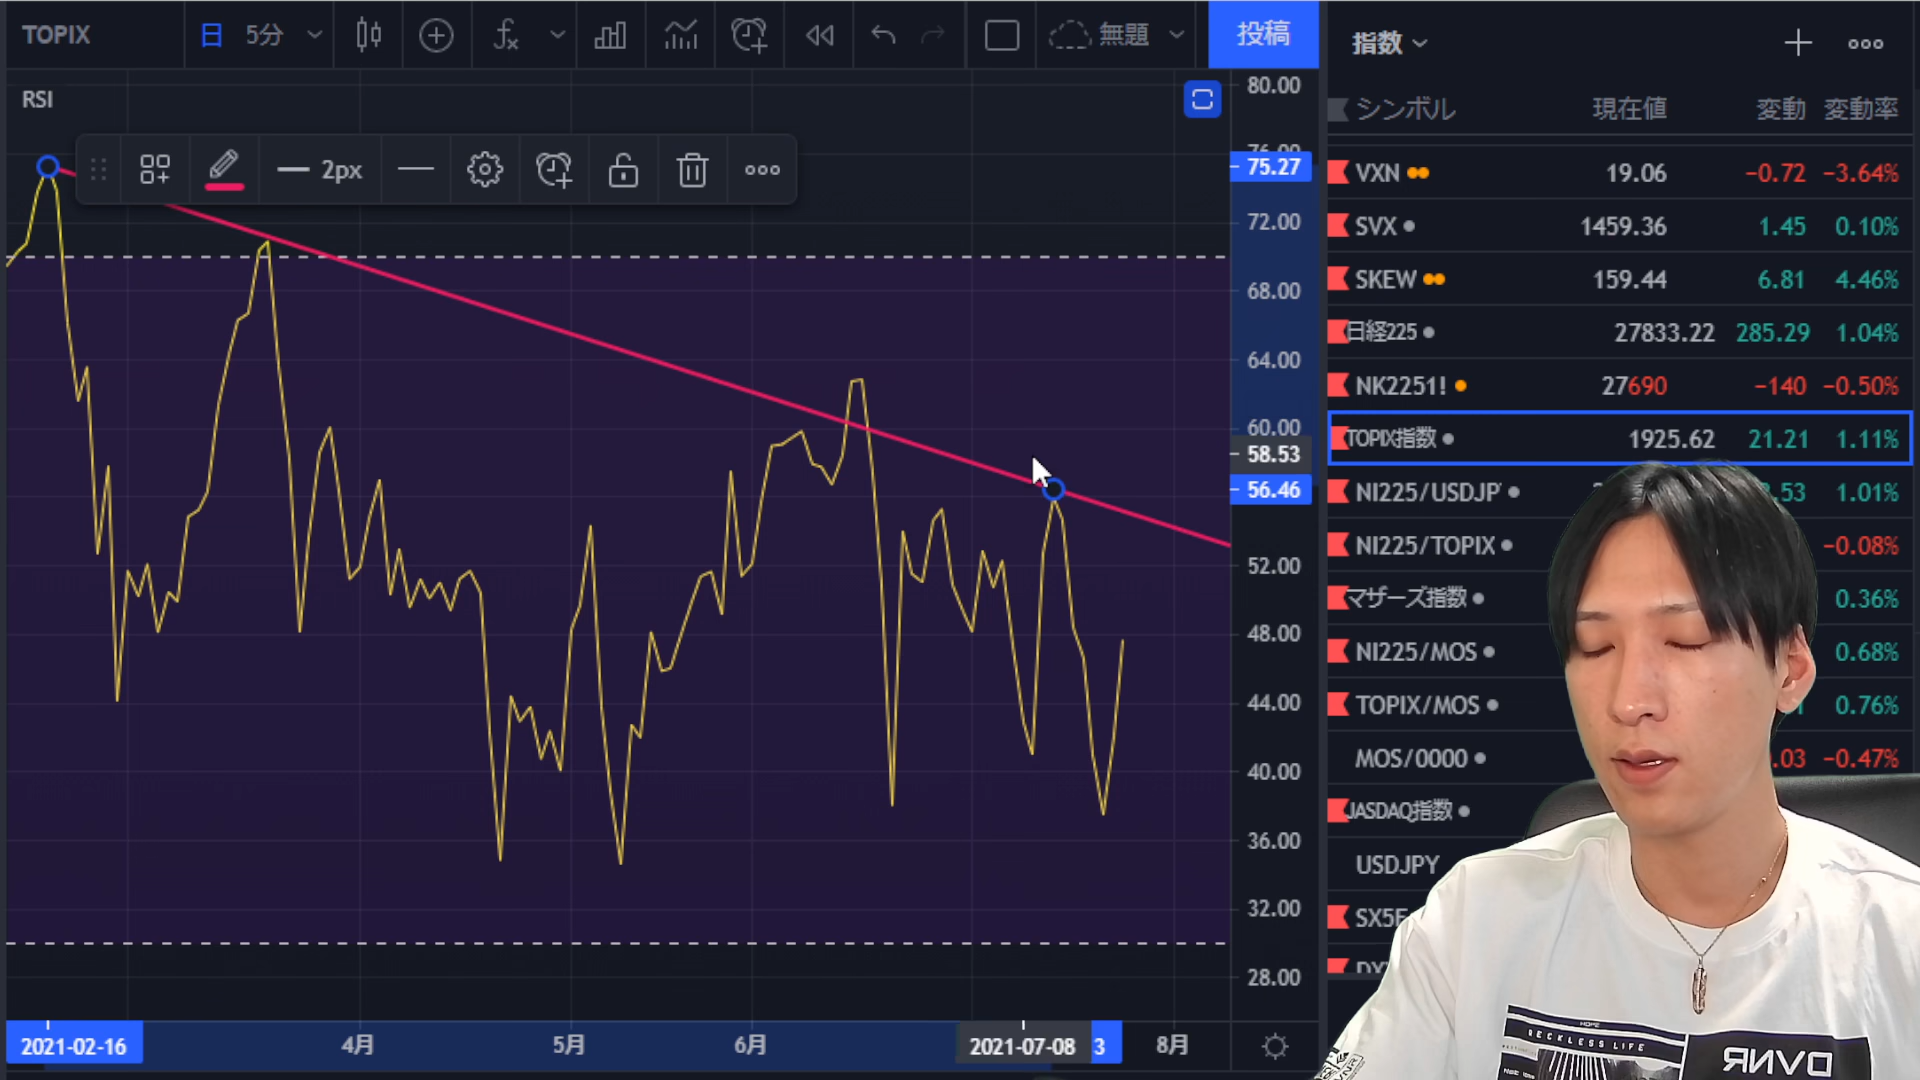 TOPIX
日 5分
無題
投稿
指数
RSI
シンボル 現在値 変動 変動率
2px
80.00
75.27
72.00
68.00
64.00
60.00
58.53
56.46
52.00
48.00
44.00
40.00
36.00
32.00
28.00
VXN 19.06 −0.72 −3.64%
SVX 1459.36 1.45 0.10%
SKEW 159.44 6.81 4.46%
日経225 27833.22 285.29 1.04%
NK2251! 27690 −140 −0.50%
TOPIX指数 1925.62 21.21 1.11%
NI225/USDJP .53 1.01%
NI225/TOPIX −0.08%
マザーズ指数 0.36%
NI225/MOS 0.68%
TOPIX/MOS 0.76%
MOS/0000 .03 −0.47%
JASDAQ指数
USDJPY
2021-02-16 4月 5月 6月 2021-07-08 3 8月
HOPE
RECKLESS LIFE
DVNR